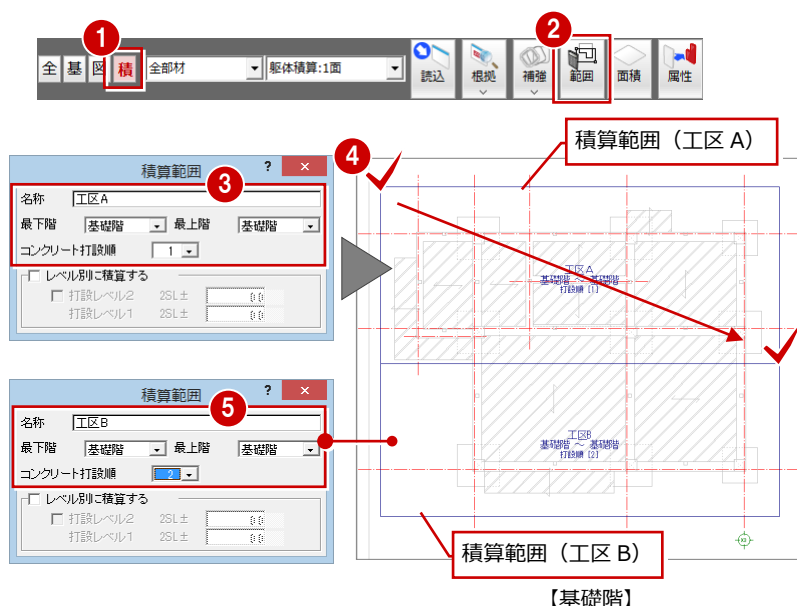 1
2
全 基 図 積 全部材 躯体積算:1面 読込 根拠 補強 範囲 面積 属性
積算範囲（工区 A）
4
積算範囲 ? ×
3
名称 工区A
最下階 基礎階 最上階 基礎階
コンクリート打設順 1
レベル別に積算する
打設レベル2 2SL± 0.0
打設レベル1 2SL± 0.0
工区A
基礎階 ～ 基礎階
打設順 [1]
積算範囲 ? ×
5
名称 工区B
最下階 基礎階 最上階 基礎階
コンクリート打設順 2
レベル別に積算する
打設レベル2 2SL± 0.0
打設レベル1 2SL± 0.0
工区B
基礎階 ～ 基礎階
打設順 [2]
積算範囲（工区 B）
【基礎階】